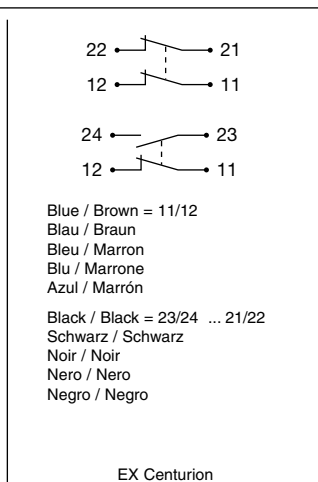 22 21
12 11
24 23
12 11
Blue / Brown = 11/12
Blau / Braun
Bleu / Marron
Blu / Marrone
Azul / Marrón
Black / Black = 23/24 ... 21/22
Schwarz / Schwarz
Noir / Noir
Nero / Nero
Negro / Negro
EX Centurion